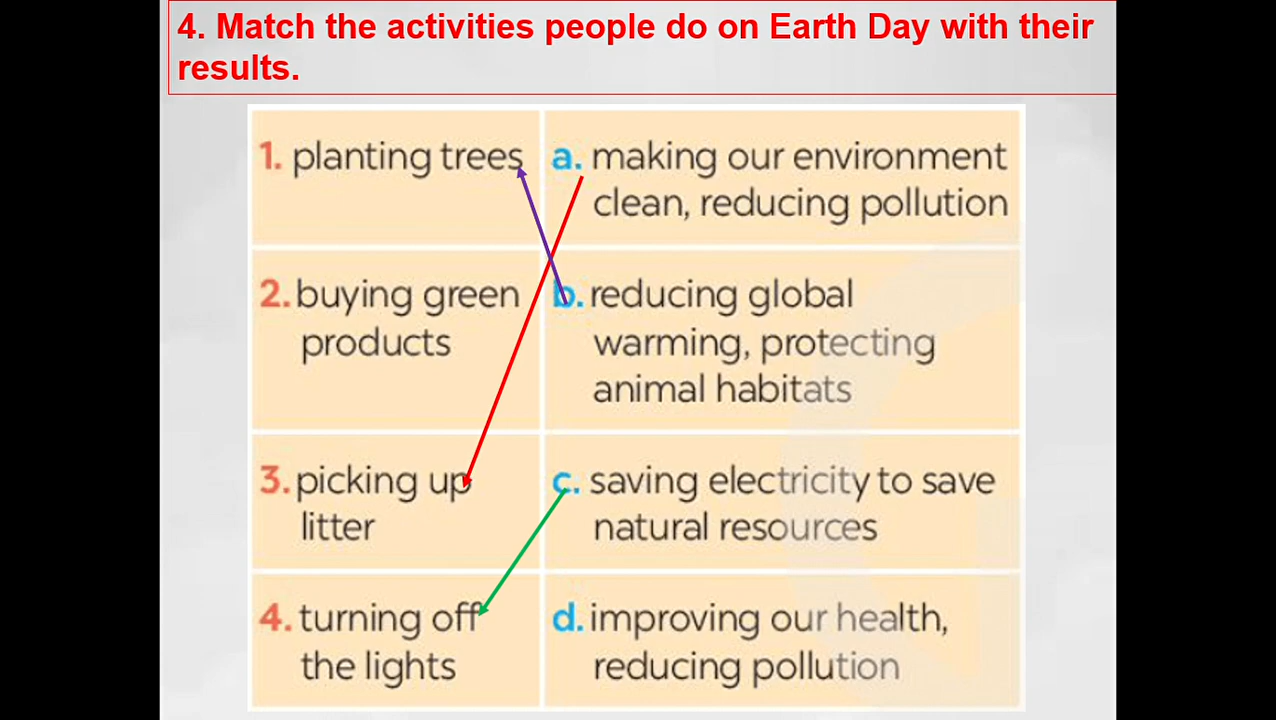 4. Match the activities people do on Earth Day with their
results.
1. planting trees
a. making our environment
clean, reducing pollution
2. buying green
products
b. reducing global
warming, protecting
animal habitats
3. picking up
litter
c. saving electricity to save
natural resources
4. turning off
the lights
d. improving our health,
reducing pollution